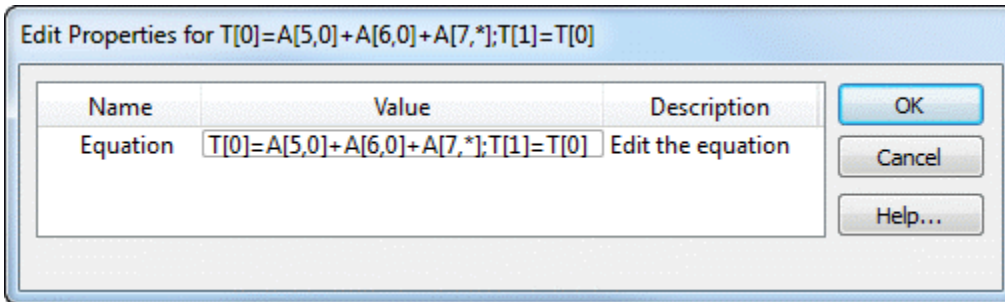 Edit Properties for T[0]=A[5,0]+A[6,0]+A[7,*];T[1]=T[0]
Name Value Description
Equation T[0]=A[5,0]+A[6,0]+A[7,*];T[1]=T[0] Edit the equation
OK
Cancel
Help...